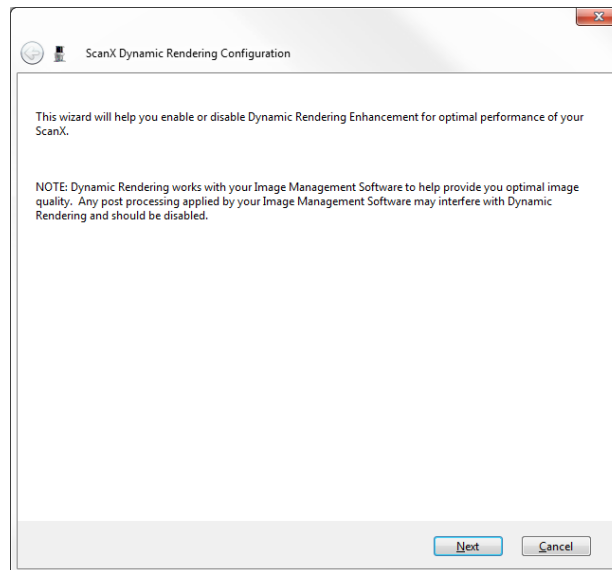 ScanX Dynamic Rendering Configuration
This wizard will help you enable or disable Dynamic Rendering Enhancement for optimal performance of your
ScanX.
NOTE: Dynamic Rendering works with your Image Management Software to help provide you optimal image
quality.  Any post processing applied by your Image Management Software may interfere with Dynamic
Rendering and should be disabled.
Next Cancel